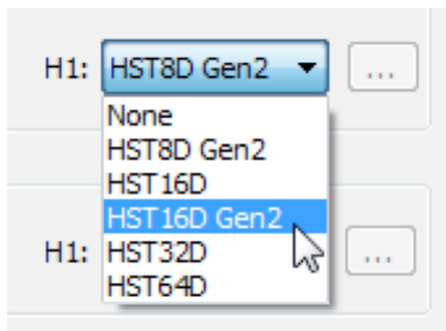 H1: HST8D Gen2 ...
None
HST8D Gen2
HST16D
HST16D Gen2
H1: HST32D ...
HST64D